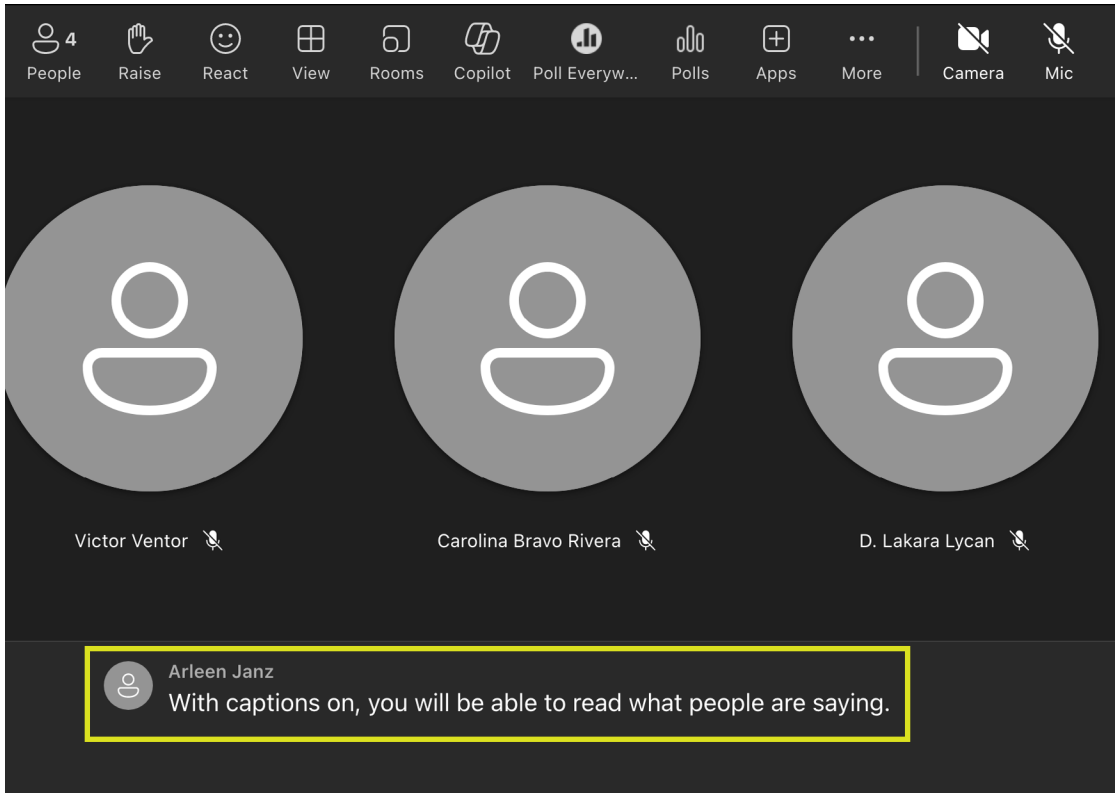 4
People Raise React View Rooms Copilot Poll Everyw... Polls Apps More Camera Mic
Victor Ventor Carolina Bravo Rivera D. Lakara Lycan
Arleen Janz
With captions on, you will be able to read what people are saying.